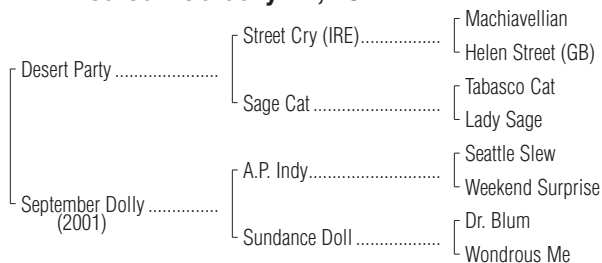 Machiavellian
Street Cry (IRE)
Helen Street (GB)
Desert Party
Tabasco Cat
Sage Cat
Lady Sage
Seattle Slew
A.P. Indy
Weekend Surprise
September Dolly
(2001)
Dr. Blum
Sundance Doll
Wondrous Me